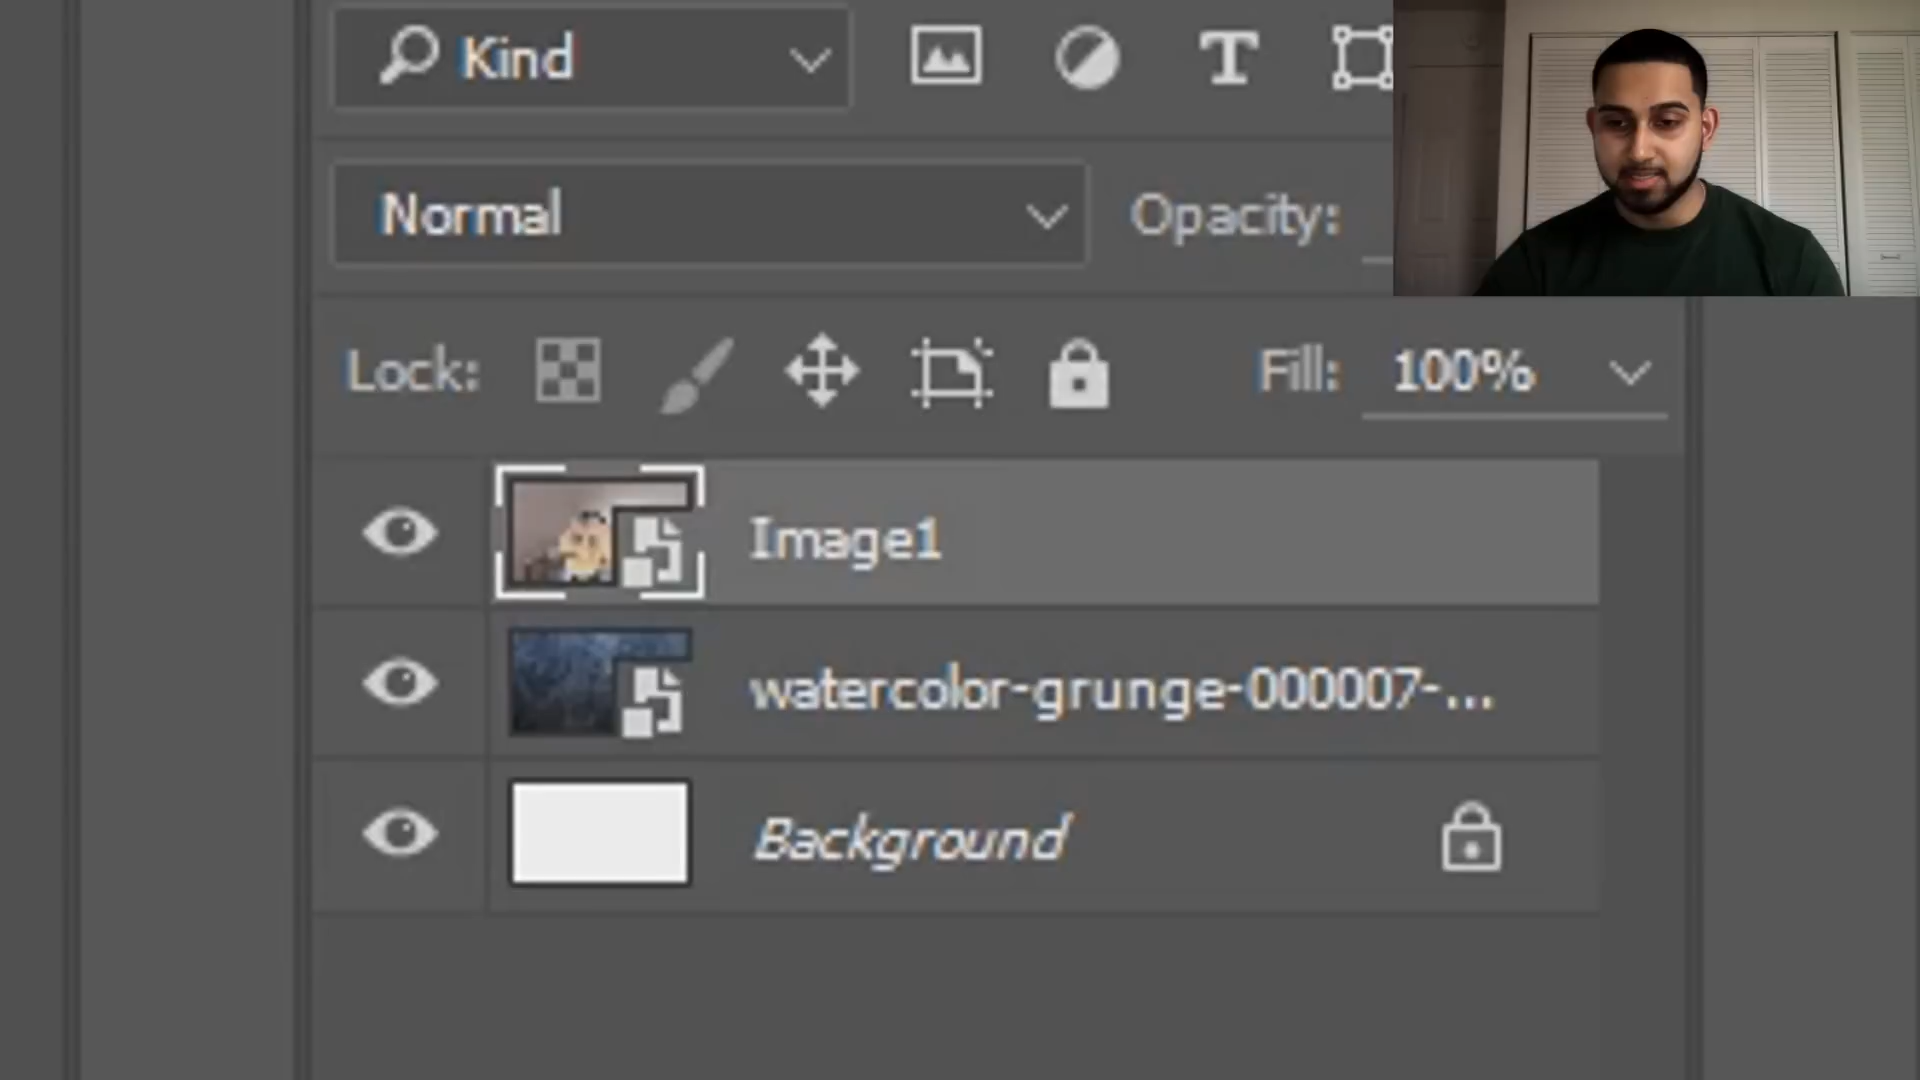 Kind
Normal
Opacity:
Lock:
Fill: 100%
Image1
watercolor-grunge-000007-...
Background